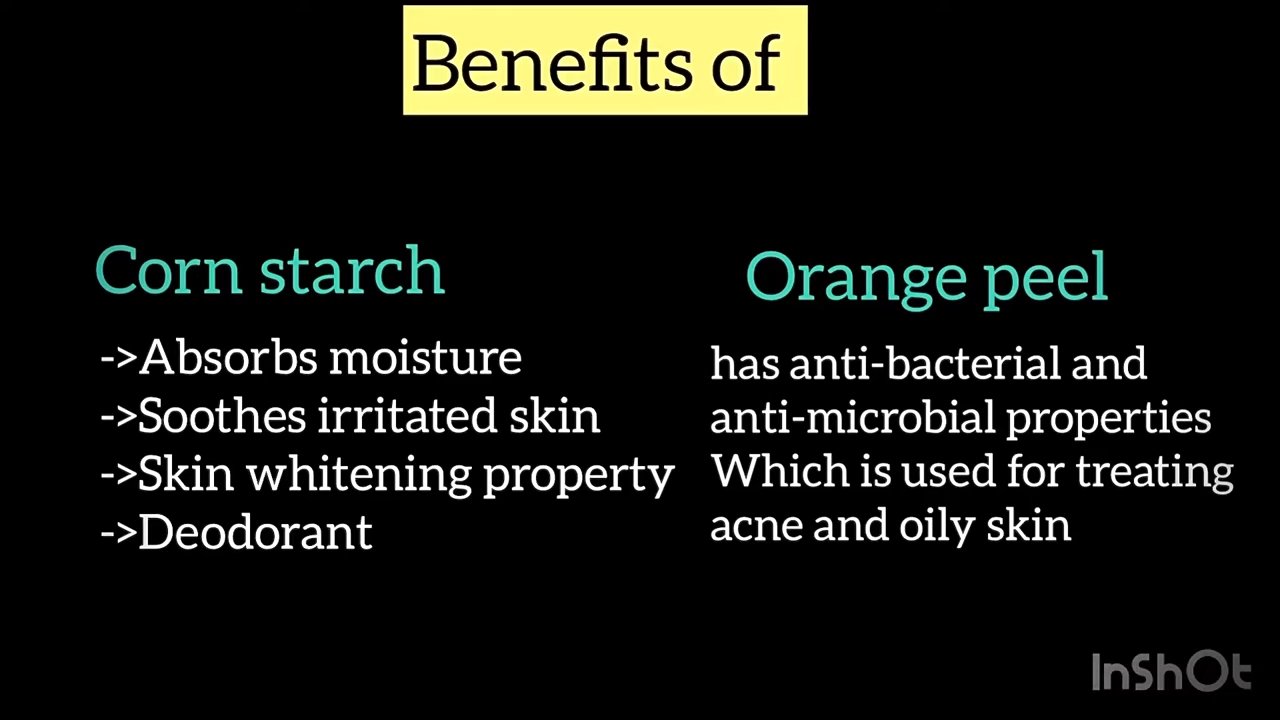 Benefits of
Corn starch
->Absorbs moisture
->Soothes irritated skin
->Skin whitening property
->Deodorant
Orange peel
has anti-bacterial and
anti-microbial properties
Which is used for treating
acne and oily skin
InShOt